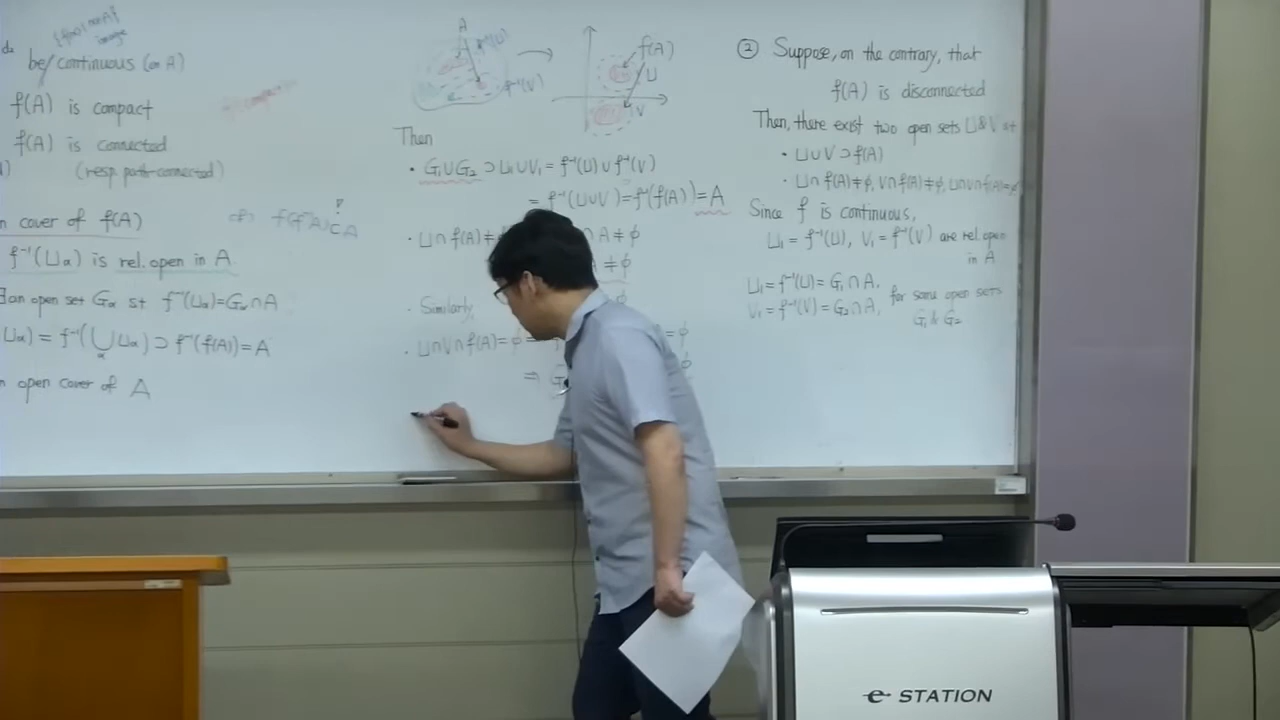 image
be continuous (on A)
f(A) is compact
f(A) is connected
(resp. path-connected)
n cover of f(A)
f⁻¹(Uα) is rel. open in A
∃an open set Gα st f⁻¹(Uα)=Gα∩A
Uα) = f⁻¹(⋃α Uα) ⊃ f⁻¹(f(A))=A
n open cover of A
A
f⁻¹(U)
f⁻¹(V)
f(A)
U
V
Then
• G₁∪G₂ ⊃ U₁∪V₁ = f⁻¹(U)∪f⁻¹(V)
= f⁻¹(U∪V)=f⁻¹(f(A))=A
• U∩f(A)≠
∩A≠φ
≠φ
• Similarly,
• U∩V∩f(A)=φ
=φ
⇒ G
φ
② Suppose, on the contrary, that
f(A) is disconnected
Then, there exist two open sets U & V st
• U∪V⊃f(A)
• U∩f(A)≠φ, V∩f(A)≠φ, U∩V∩f(A)=φ
Since f is continuous,
U₁=f⁻¹(U), V₁=f⁻¹(V) are rel. open
in A
U₁=f⁻¹(U)=G₁∩A,
V₁=f⁻¹(V)=G₂∩A, for some open sets
G₁ & G₂
e-STATION